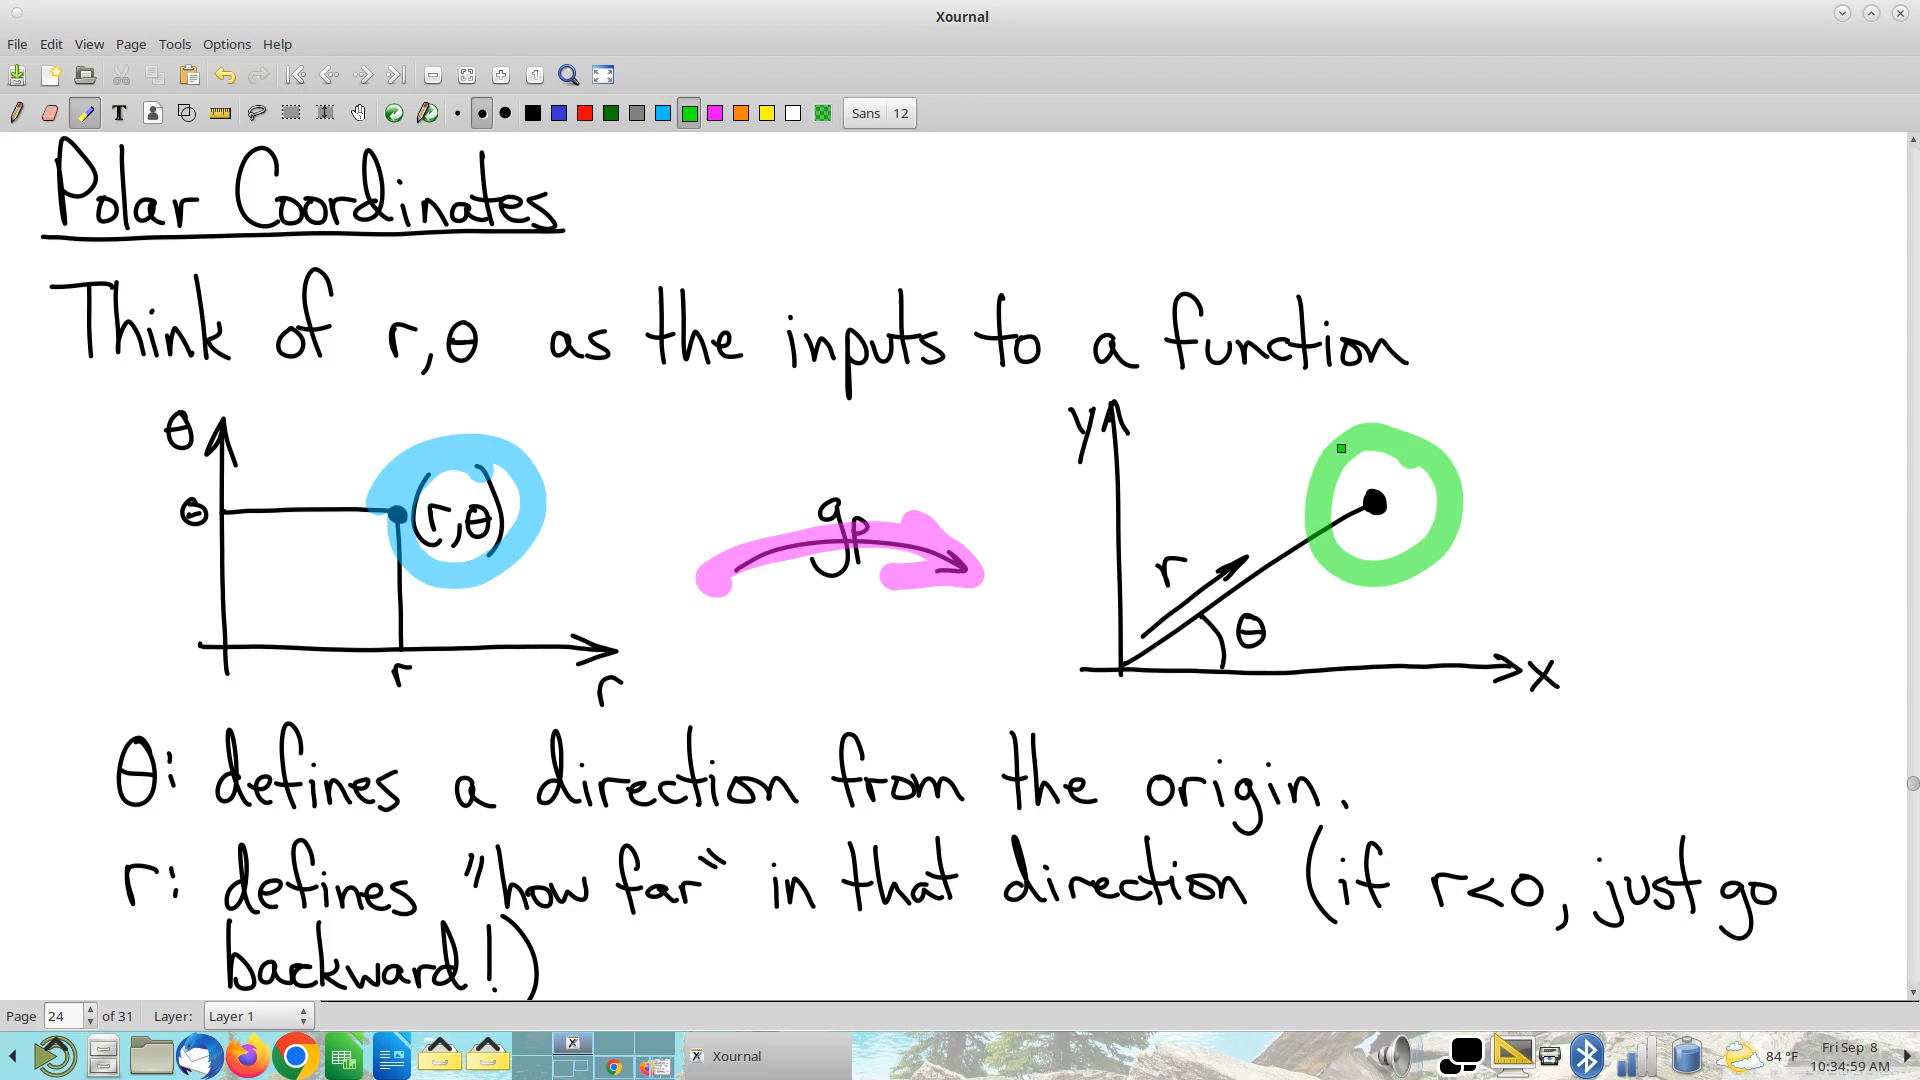 Xournal
File Edit View Page Tools Options Help
Sans 12
Polar Coordinates
Think of r,θ as the inputs to a function
θ
θ
(r,θ)
r
r
gp
y
r
θ
x
θ: defines a direction from the origin.
r: defines "how far" in that direction (if r<0, just go
backward!)
Page 24 of 31 Layer: Layer 1
Xournal
84 °F
Fri Sep 8
10:34:59 AM